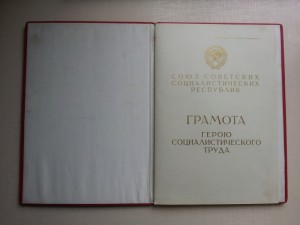 СОЮЗ СОВЕТСКИХ
СОЦИАЛИСТИЧЕСКИХ
РЕСПУБЛИК
ГРАМОТА
ГЕРОЮ
СОЦИАЛИСТИЧЕСКОГО
ТРУДА